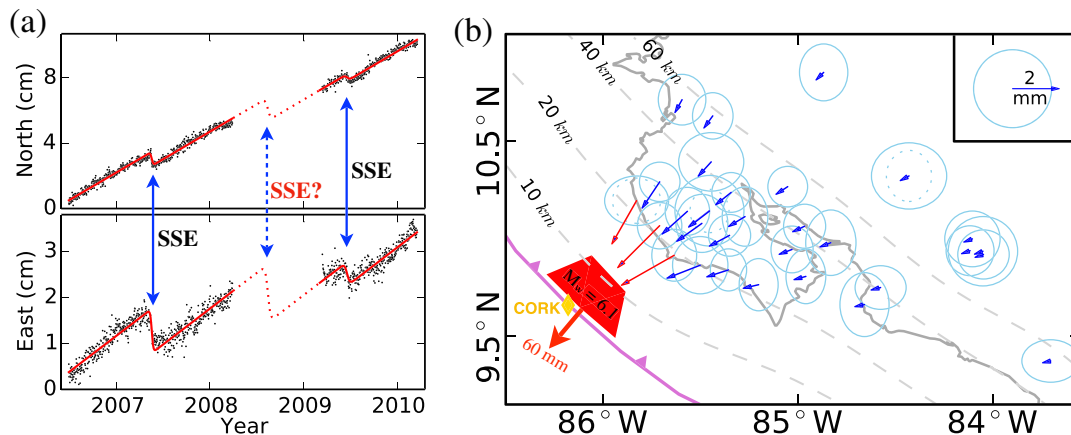 (a)
North (cm)
8
4
0
SSE
SSE?
SSE
East (cm)
3
2
1
0
2007
2008
2009
2010
Year
(b)
60 km
40 km
20 km
10 km
2
mm
10.5°N
9.5°N
Mw = 6.1
CORK
60 mm
86°W
85°W
84°W